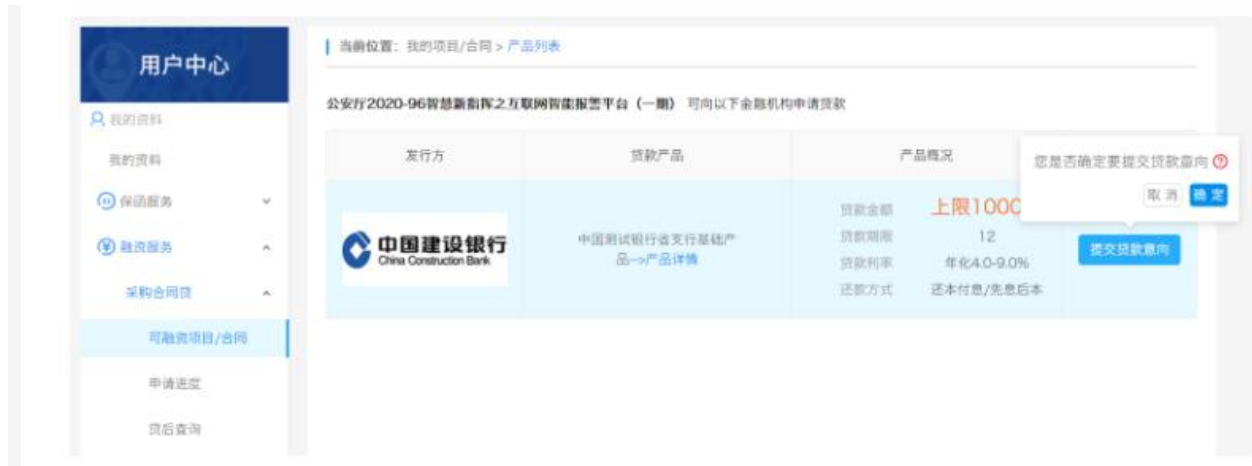 用户中心
我的资料
我的资料
保函服务
融资服务
采购合同贷
可融资项目/合同
申请进度
贷后查询
当前位置：我的项目/合同 > 产品列表
公安厅2020-96智慧新指挥之互联网智能报警平台（一期） 可向以下金融机构申请贷款
发行方 贷款产品 产品概况
您是否确定要提交贷款意向
取消 确定
中国建设银行
China Construction Bank
中国测试银行省支行基础产
品-->产品详情
贷款金额 上限1000
贷款期限 12
贷款利率 年化4.0-9.0%
还款方式 还本付息/先息后本
提交贷款意向